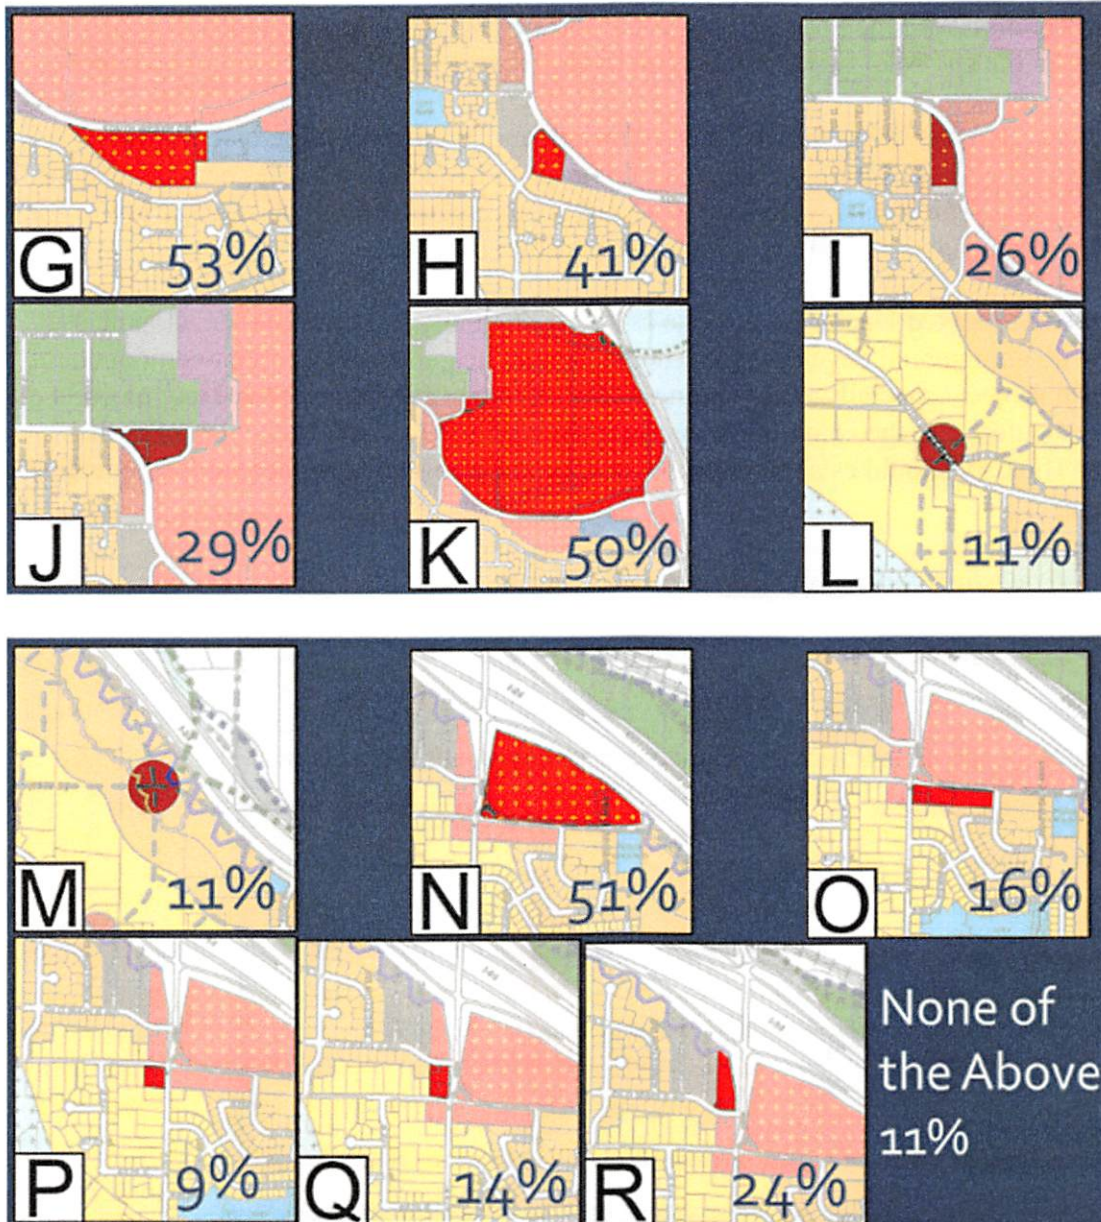 G 53%
H 41%
I 26%
J 29%
K 50%
L 11%
M 11%
N 51%
O 16%
P 9%
Q 14%
R 24%
None of
the Above
11%